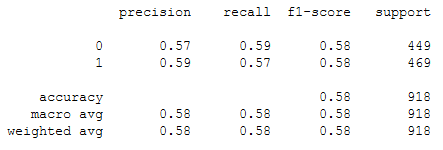 precision recall f1-score support
0 0.57 0.59 0.58 449
1 0.59 0.57 0.58 469
accuracy 0.58 918
macro avg 0.58 0.58 0.58 918
weighted avg 0.58 0.58 0.58 918